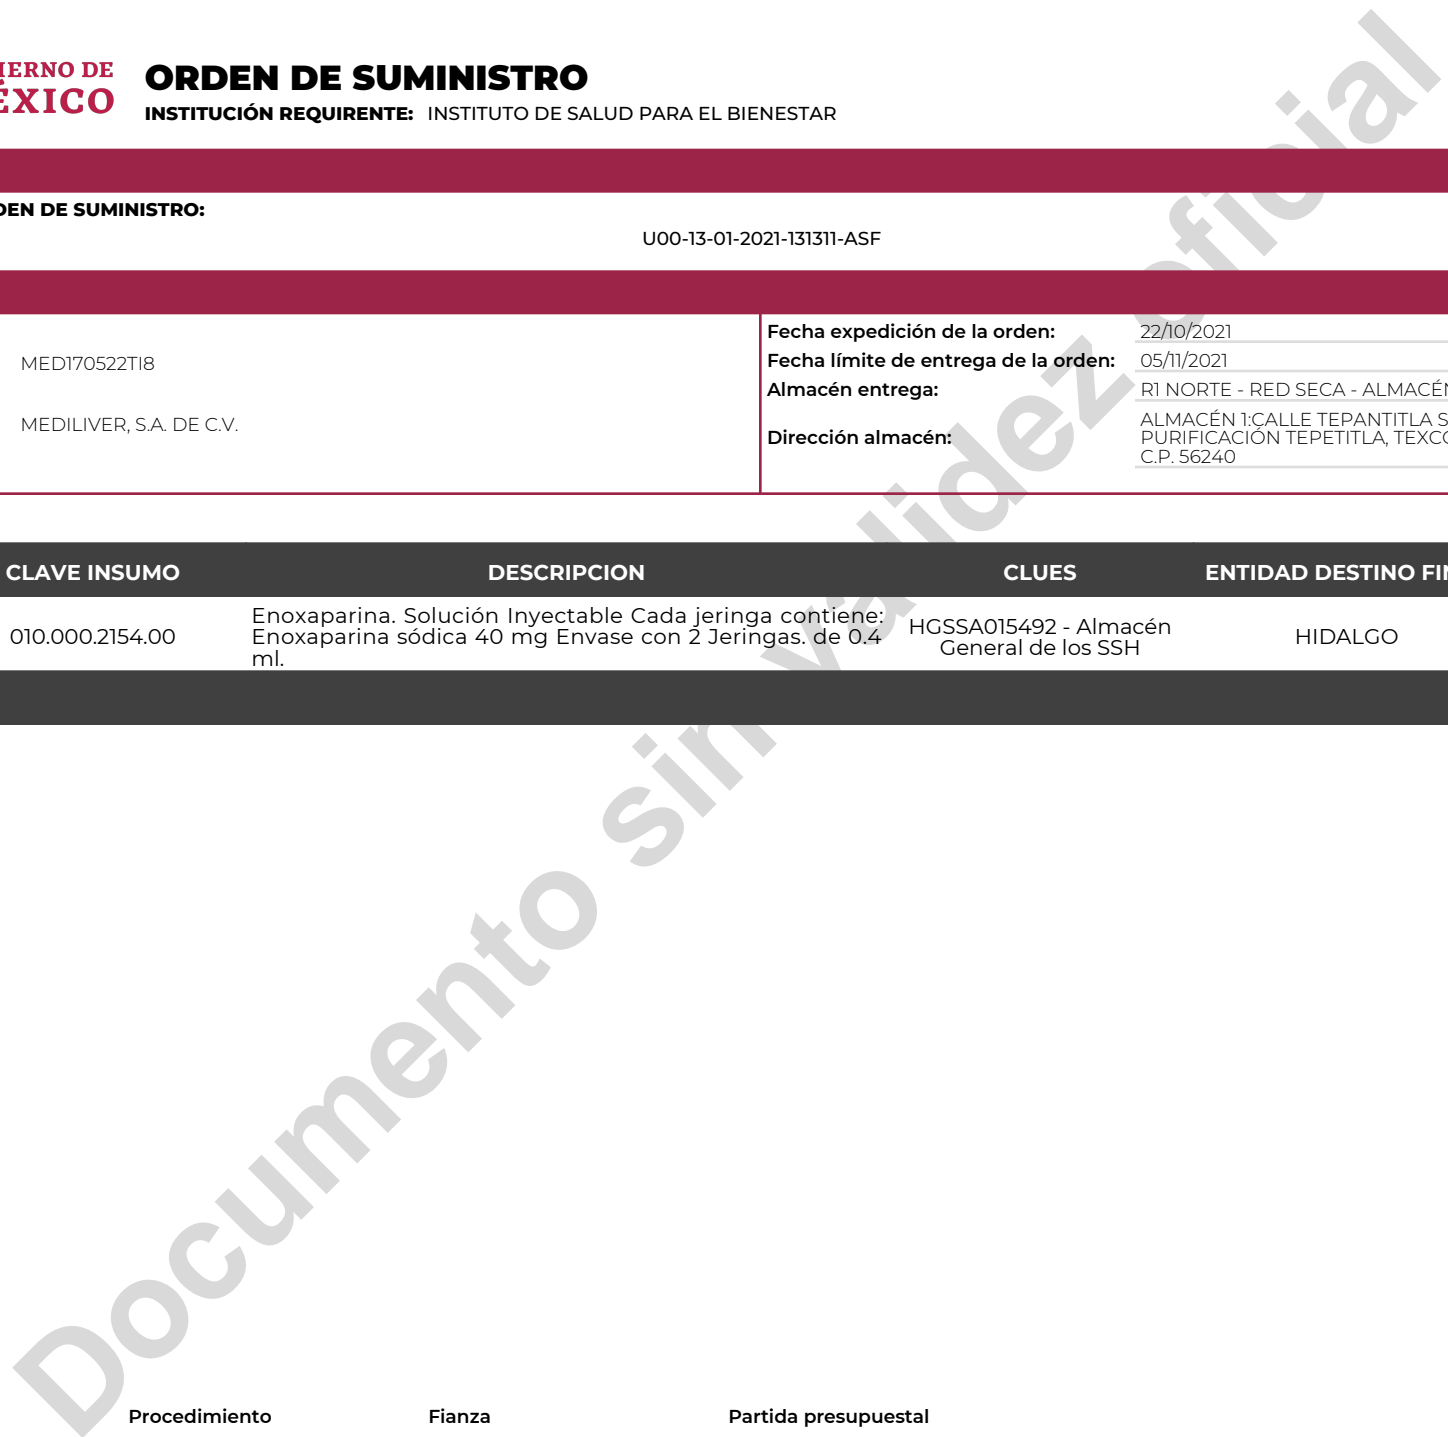 ORDEN DE SUMINISTRO
INSTITUCIÓN REQUIRENTE: INSTITUTO DE SALUD PARA EL BIENESTAR
IERNO DE
ÉXICO
DEN DE SUMINISTRO:
U00-13-01-2021-131311-ASF
MED170522TI8
MEDILIVER, S.A. DE C.V.
Fecha expedición de la orden: 22/10/2021
Fecha límite de entrega de la orden: 05/11/2021
Almacén entrega: R1 NORTE - RED SECA - ALMACÉN
Dirección almacén: ALMACÉN 1:CALLE TEPANTITLA S
PURIFICACIÓN TEPETITLA, TEXCO
C.P. 56240
CLAVE INSUMO DESCRIPCION CLUES ENTIDAD DESTINO FIN
010.000.2154.00
Enoxaparina. Solución Inyectable Cada jeringa contiene:
Enoxaparina sódica 40 mg Envase con 2 Jeringas. de 0.4
ml.
HGSSA015492 - Almacén
General de los SSH
HIDALGO
Documento sin validez oficial
Procedimiento Fianza Partida presupuestal